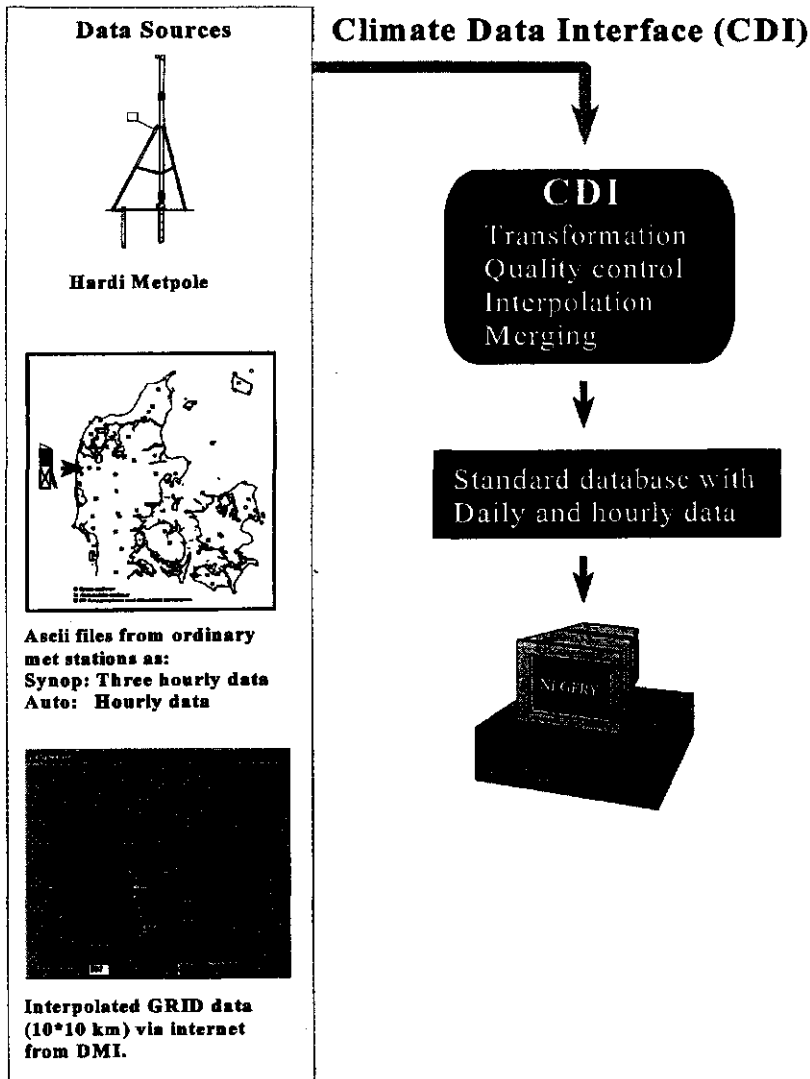 Data Sources
Climate Data Interface (CDI)
Hardi Metpole
Ascii files from ordinary
met stations as:
Synop: Three hourly data
Auto: Hourly data
Interpolated GRID data
(10*10 km) via internet
from DMI.
CDI
Transformation
Quality control
Interpolation
Merging
Standard database with
Daily and hourly data
NEGFRY